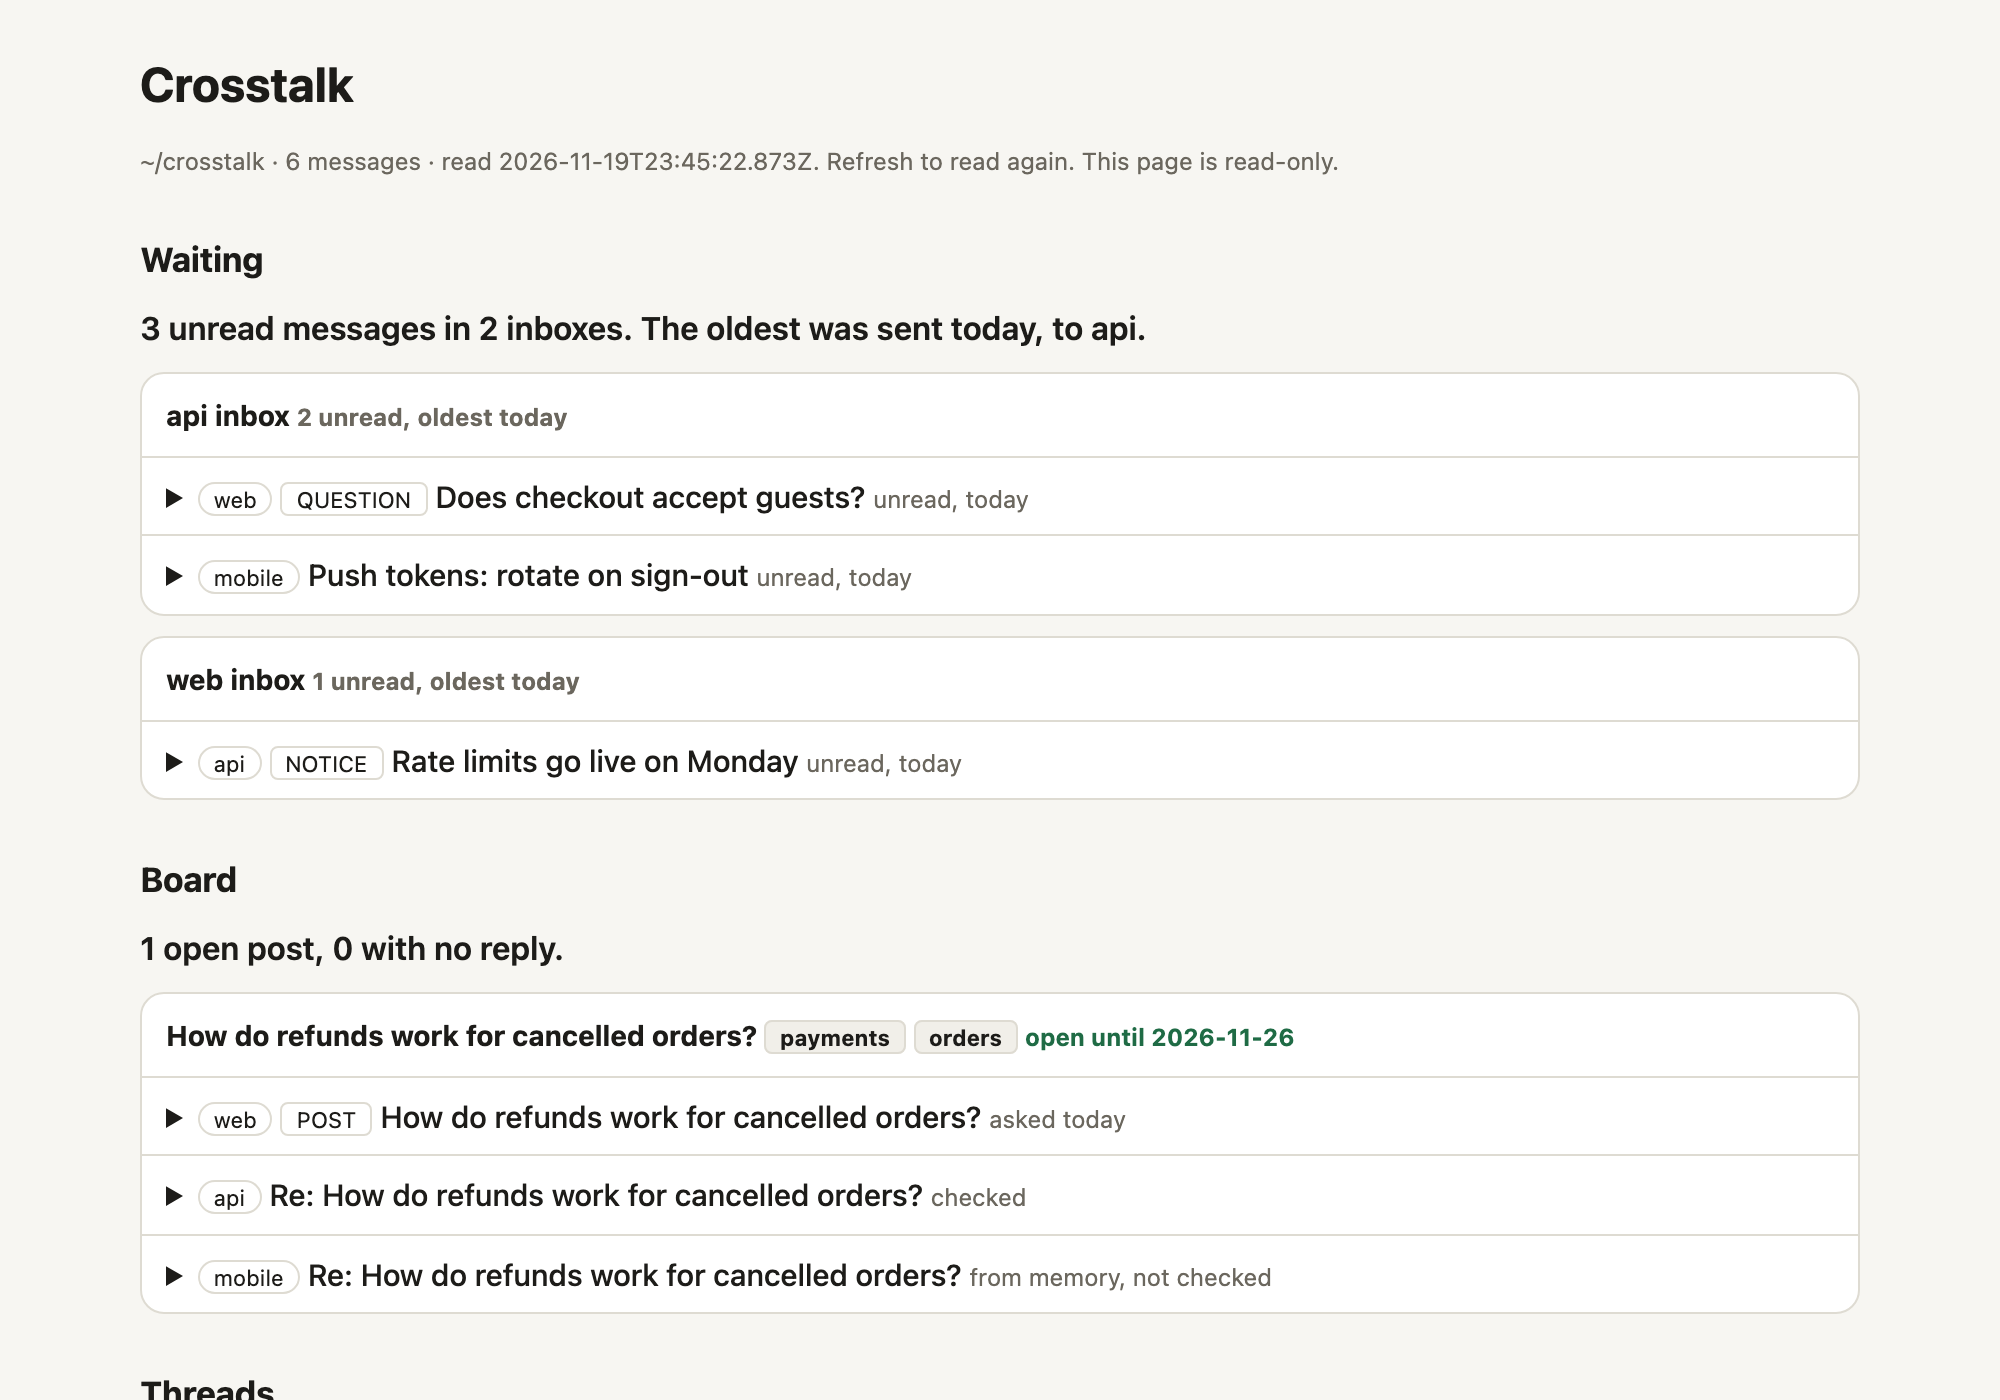 Crosstalk
~/crosstalk · 6 messages · read 2026-11-19T23:45:22.873Z. Refresh to read again. This page is read-only.
Waiting
3 unread messages in 2 inboxes. The oldest was sent today, to api.
api inbox 2 unread, oldest today
web QUESTION Does checkout accept guests? unread, today
mobile Push tokens: rotate on sign-out unread, today
web inbox 1 unread, oldest today
api NOTICE Rate limits go live on Monday unread, today
Board
1 open post, 0 with no reply.
How do refunds work for cancelled orders? payments orders open until 2026-11-26
web POST How do refunds work for cancelled orders? asked today
api Re: How do refunds work for cancelled orders? checked
mobile Re: How do refunds work for cancelled orders? from memory, not checked
Threads